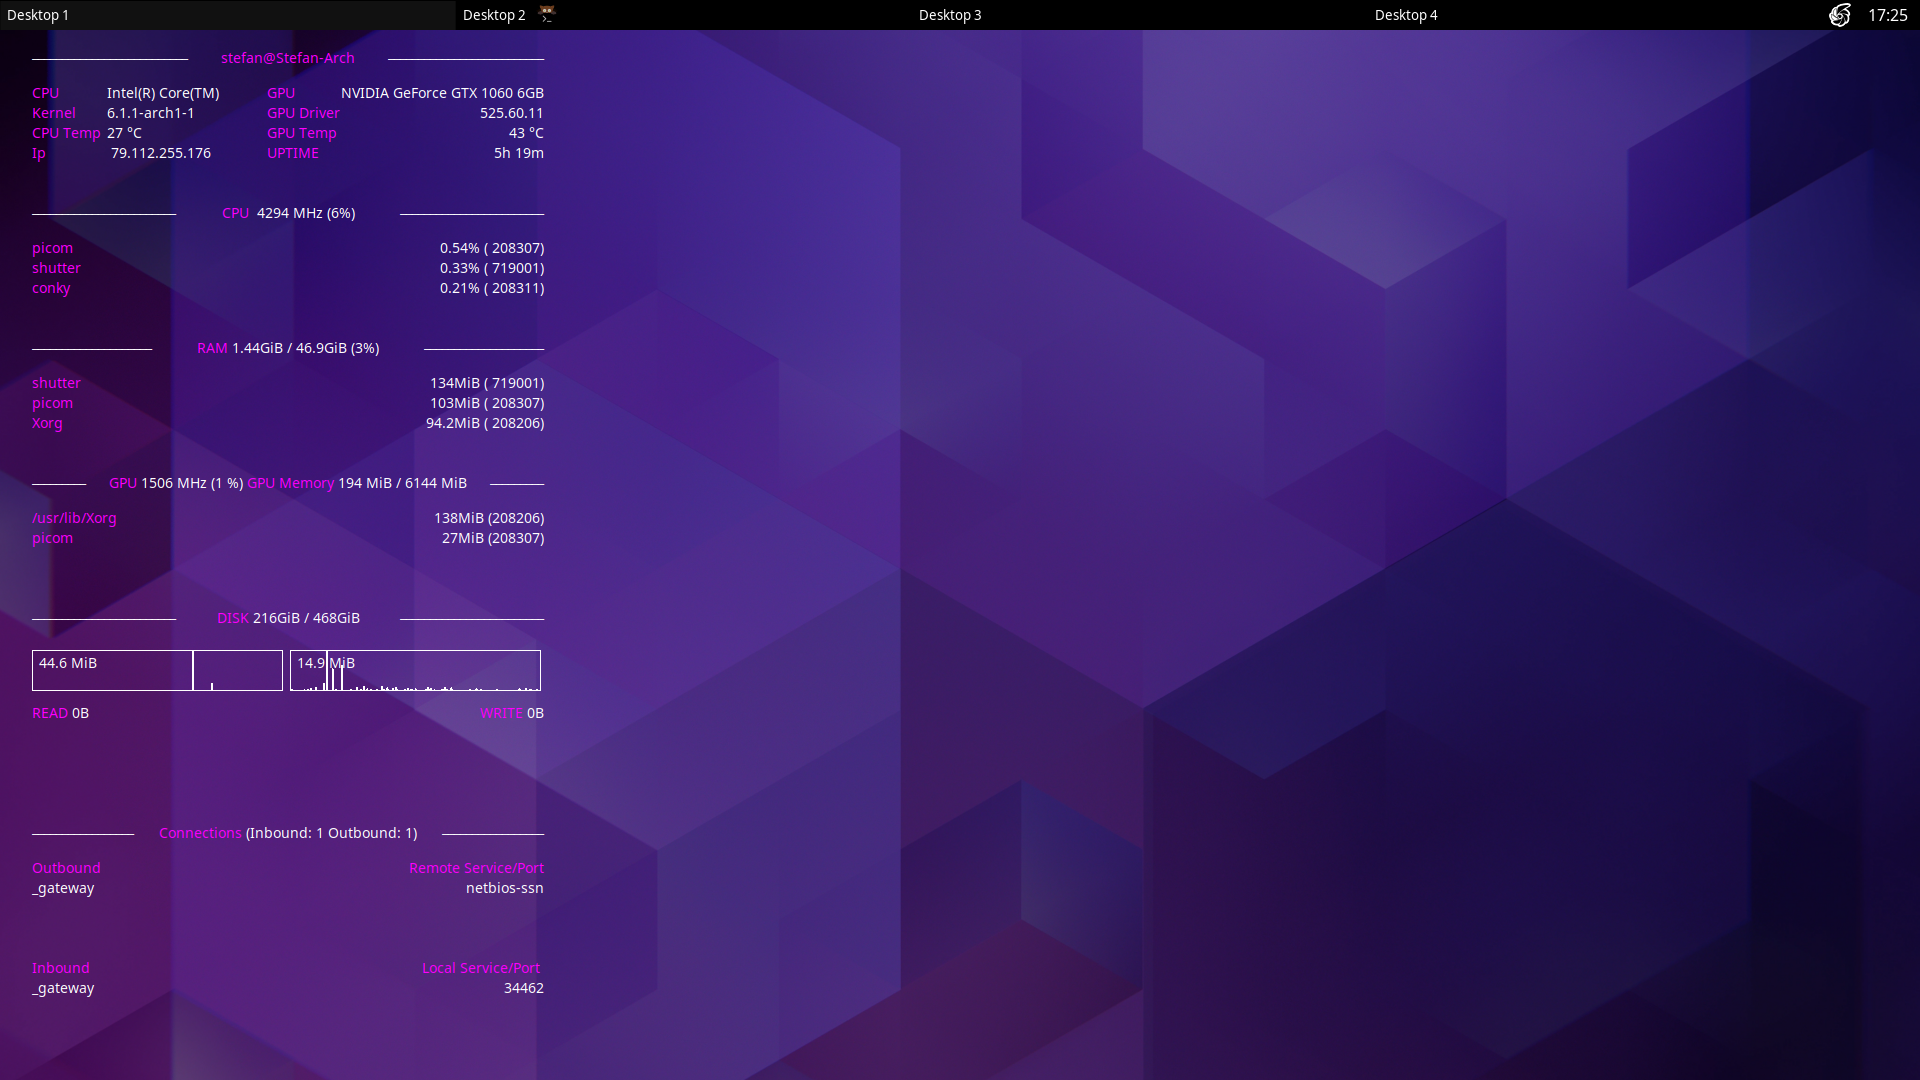 Desktop 1 Desktop 2 Desktop 3 Desktop 4 17:25
stefan@Stefan-Arch
CPU Intel(R) Core(TM) GPU NVIDIA GeForce GTX 1060 6GB
Kernel 6.1.1-arch1-1 GPU Driver 525.60.11
CPU Temp 27 °C GPU Temp 43 °C
Ip 79.112.255.176 UPTIME 5h 19m
CPU 4294 MHz (6%)
picom 0.54% ( 208307)
shutter 0.33% ( 719001)
conky 0.21% ( 208311)
RAM 1.44GiB / 46.9GiB (3%)
shutter 134MiB ( 719001)
picom 103MiB ( 208307)
Xorg 94.2MiB ( 208206)
GPU 1506 MHz (1 %) GPU Memory 194 MiB / 6144 MiB
/usr/lib/Xorg 138MiB (208206)
picom 27MiB (208307)
DISK 216GiB / 468GiB
44.6 MiB 14.9 MiB
READ 0B WRITE 0B
Connections (Inbound: 1 Outbound: 1)
Outbound Remote Service/Port
_gateway netbios-ssn
Inbound Local Service/Port
_gateway 34462